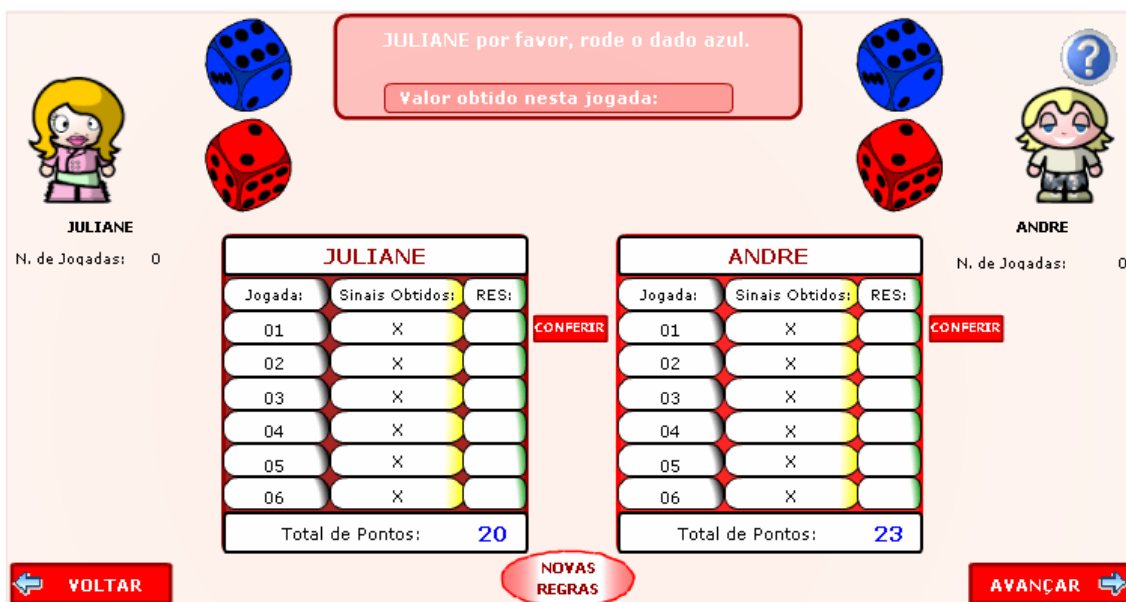 JULIANE por favor, rode o dado azul.
Valor obtido nesta jogada:
JULIANE
N. de Jogadas: 0
ANDRE
N. de Jogadas: 0
JULIANE
Jogada: Sinais Obtidos: RES:
01 X CONFERIR
02 X
03 X
04 X
05 X
06 X
Total de Pontos: 20
ANDRE
Jogada: Sinais Obtidos: RES:
01 X CONFERIR
02 X
03 X
04 X
05 X
06 X
Total de Pontos: 23
VOLTAR
NOVAS
REGRAS
AVANÇAR
?